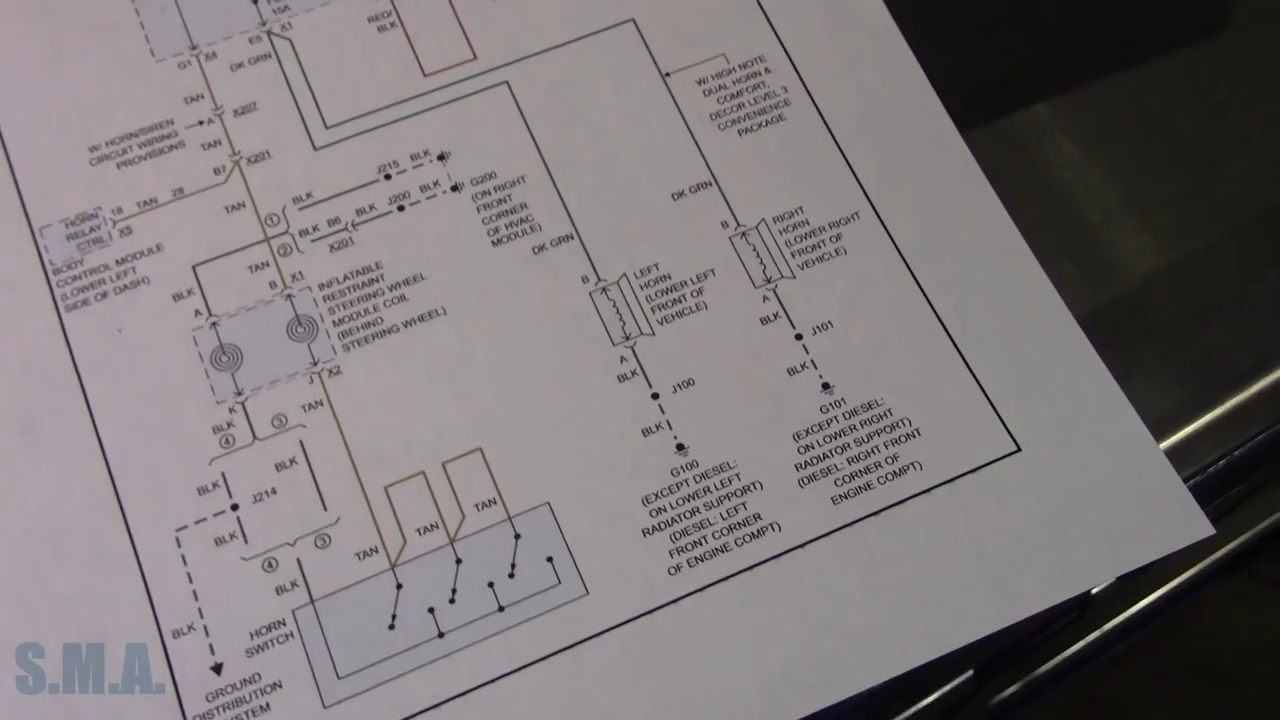 15A
E5
X1
RED/
BLK
G1
X4
DK GRN
TAN
X207
W/ HORN/SIREN
CIRCUIT WIRING
PROVISIONS
A
TAN
B7
X201
W/ HIGH NOTE
DUAL HORN &
COMFORT,
DECOR LEVEL 3
CONVENIENCE
PACKAGE
HORN
RELAY
CTRL
18
TAN
28
X5
BODY
CONTROL MODULE
(LOWER LEFT
SIDE OF DASH)
TAN
1
BLK
J215
BLK
2
BLK
B6
X201
BLK
J200
BLK
G200
(ON RIGHT
FRONT
CORNER
OF HVAC
MODULE)
DK GRN
DK GRN
BLK
A
TAN
B
X1
INFLATABLE
RESTRAINT
STEERING WHEEL
MODULE COIL
(BEHIND
STEERING WHEEL)
B
LEFT
HORN
(LOWER LEFT
FRONT OF
VEHICLE)
A
BLK
J100
BLK
G100
(EXCEPT DIESEL:
ON LOWER LEFT
RADIATOR SUPPORT)
(DIESEL: LEFT
FRONT CORNER
OF ENGINE COMPT)
B
RIGHT
HORN
(LOWER RIGHT
FRONT OF
VEHICLE)
A
BLK
J101
BLK
G101
(EXCEPT DIESEL:
ON LOWER RIGHT
RADIATOR SUPPORT)
(DIESEL: RIGHT FRONT
CORNER OF
ENGINE COMPT)
K
BLK
J
X2
TAN
4
3
BLK
BLK
J214
BLK
4
3
BLK
TAN
TAN
TAN
BLK
HORN
SWITCH
GROUND
DISTRIBUTION
SYSTEM
S.M.A.